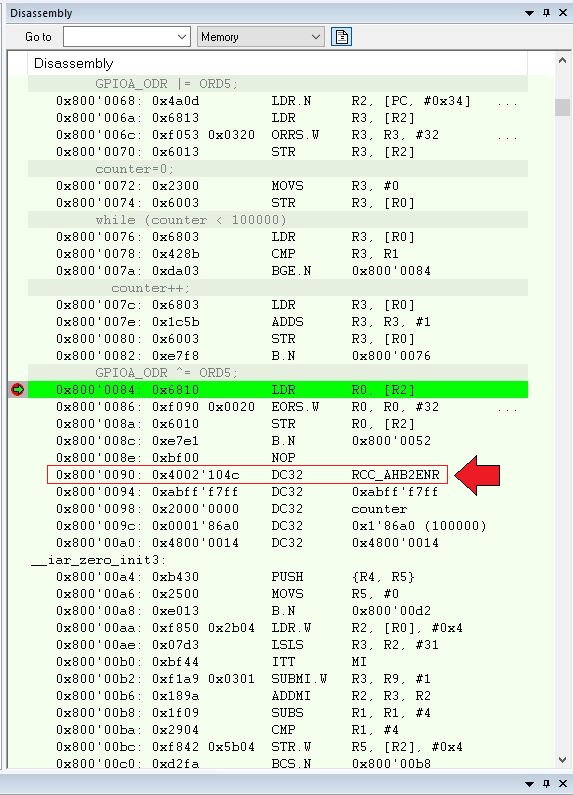 Disassembly
Go to Memory
Disassembly
GPIOA_ODR |= ORD5;
0x800'0068: 0x4a0d LDR.N R2, [PC, #0x34] ...
0x800'006a: 0x6813 LDR R3, [R2]
0x800'006c: 0xf053 0x0320 ORRS.W R3, R3, #32 ...
0x800'0070: 0x6013 STR R3, [R2]
counter=0;
0x800'0072: 0x2300 MOVS R3, #0
0x800'0074: 0x6003 STR R3, [R0]
while (counter < 100000)
0x800'0076: 0x6803 LDR R3, [R0]
0x800'0078: 0x428b CMP R3, R1
0x800'007a: 0xda03 BGE.N 0x800'0084
counter++;
0x800'007c: 0x6803 LDR R3, [R0]
0x800'007e: 0x1c5b ADDS R3, R3, #1
0x800'0080: 0x6003 STR R3, [R0]
0x800'0082: 0xe7f8 B.N 0x800'0076
GPIOA_ODR ^= ORD5;
0x800'0084: 0x6810 LDR R0, [R2]
0x800'0086: 0xf090 0x0020 EORS.W R0, R0, #32 ...
0x800'008a: 0x6010 STR R0, [R2]
0x800'008c: 0xe7e1 B.N 0x800'0052
0x800'008e: 0xbf00 NOP
0x800'0090: 0x4002'104c DC32 RCC_AHB2ENR
0x800'0094: 0xabff'f7ff DC32 0xabff'f7ff
0x800'0098: 0x2000'0000 DC32 counter
0x800'009c: 0x0001'86a0 DC32 0x1'86a0 (100000)
0x800'00a0: 0x4800'0014 DC32 0x4800'0014
__iar_zero_init3:
0x800'00a4: 0xb430 PUSH {R4, R5}
0x800'00a6: 0x2500 MOVS R5, #0
0x800'00a8: 0xe013 B.N 0x800'00d2
0x800'00aa: 0xf850 0x2b04 LDR.W R2, [R0], #0x4
0x800'00ae: 0x07d3 LSLS R3, R2, #31
0x800'00b0: 0xbf44 ITT MI
0x800'00b2: 0xf1a9 0x0301 SUBMI.W R3, R9, #1
0x800'00b6: 0x189a ADDMI R2, R3, R2
0x800'00b8: 0x1f09 SUBS R1, R1, #4
0x800'00ba: 0x2904 CMP R1, #4
0x800'00bc: 0xf842 0x5b04 STR.W R5, [R2], #0x4
0x800'00c0: 0xd2fa BCS.N 0x800'00b8